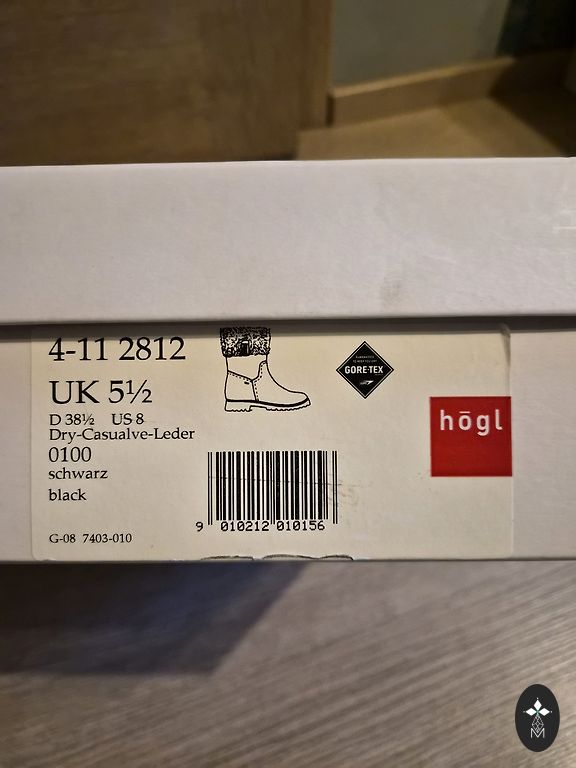 4-11 2812
UK 5½
D 38½ US 8
Dry-Casualve-Leder
0100
schwarz
black
G-08 7403-010
GORE-TEX
högl
9 010212 010156
M